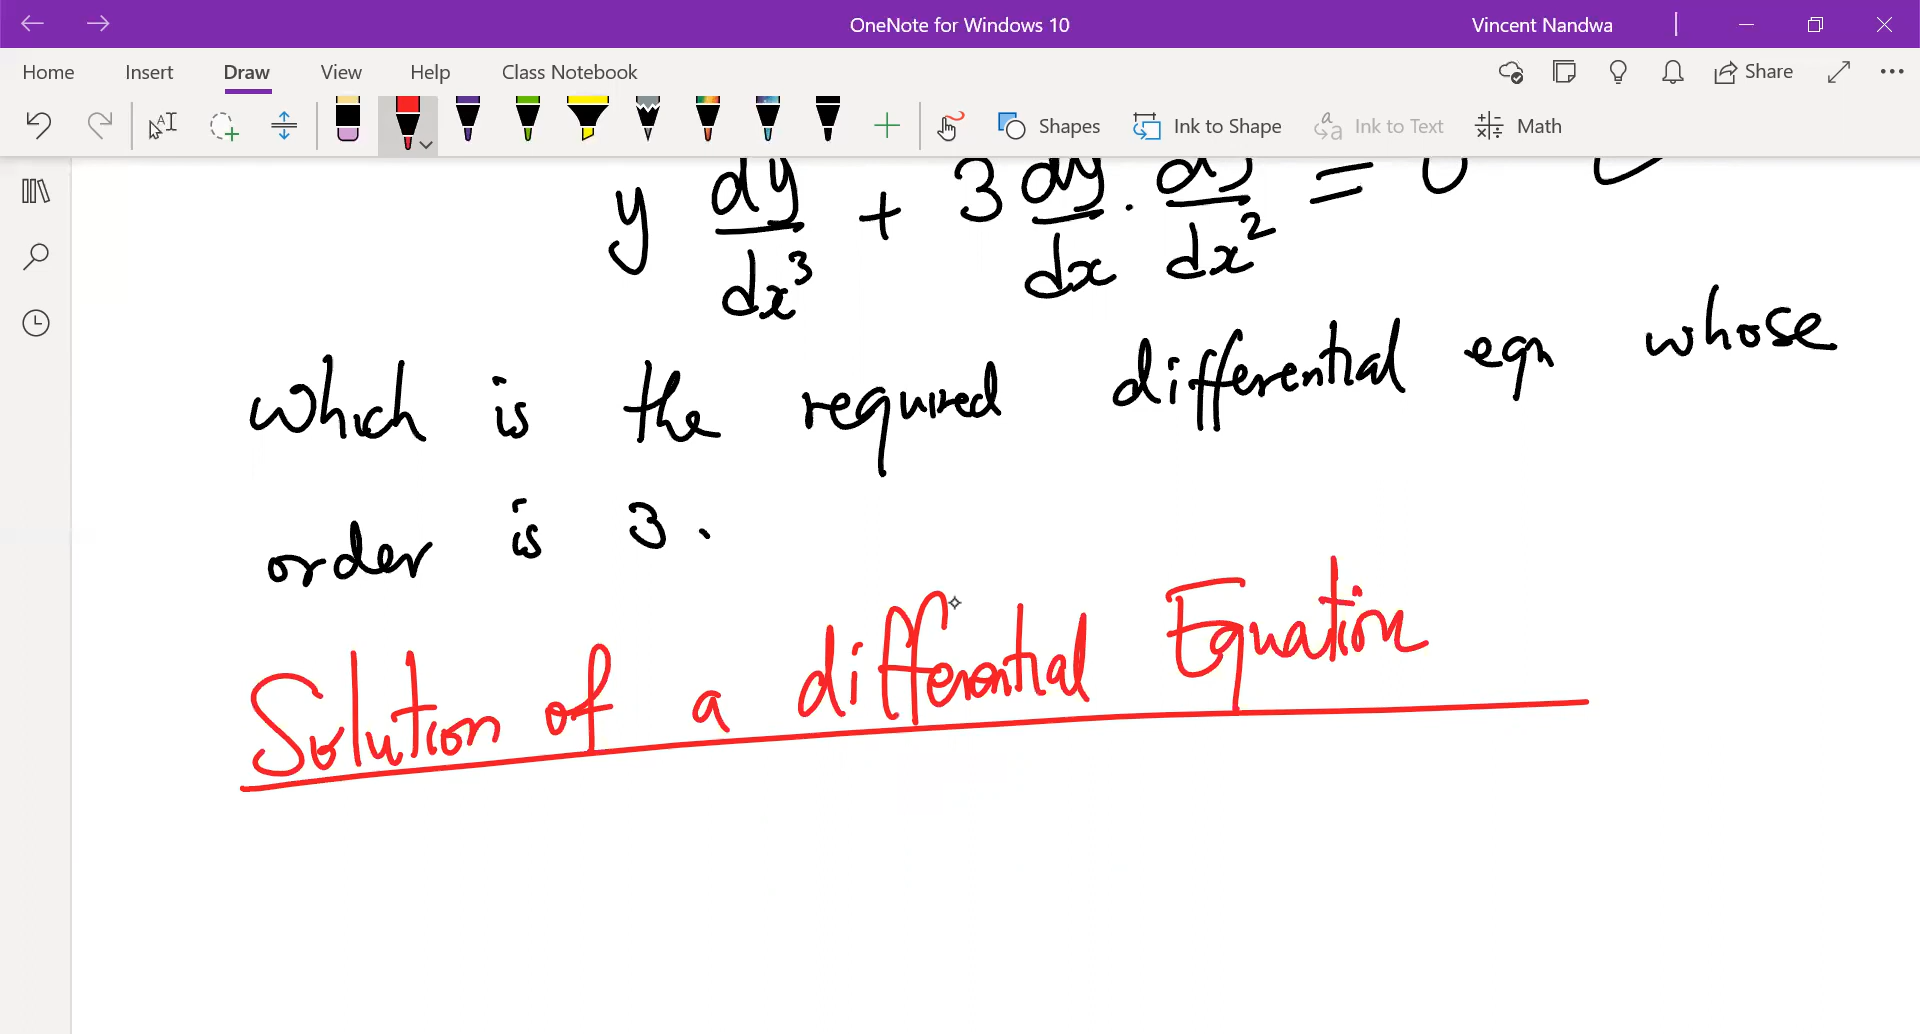 OneNote for Windows 10
Vincent Nandwa
Home Insert Draw View Help Class Notebook Share
Shapes Ink to Shape Ink to Text Math
y dy/dx³ + 3 dy/dx · dy/dx² = 0
which is the required differential eqn whose
order is 3.
Solution of a differential Equation